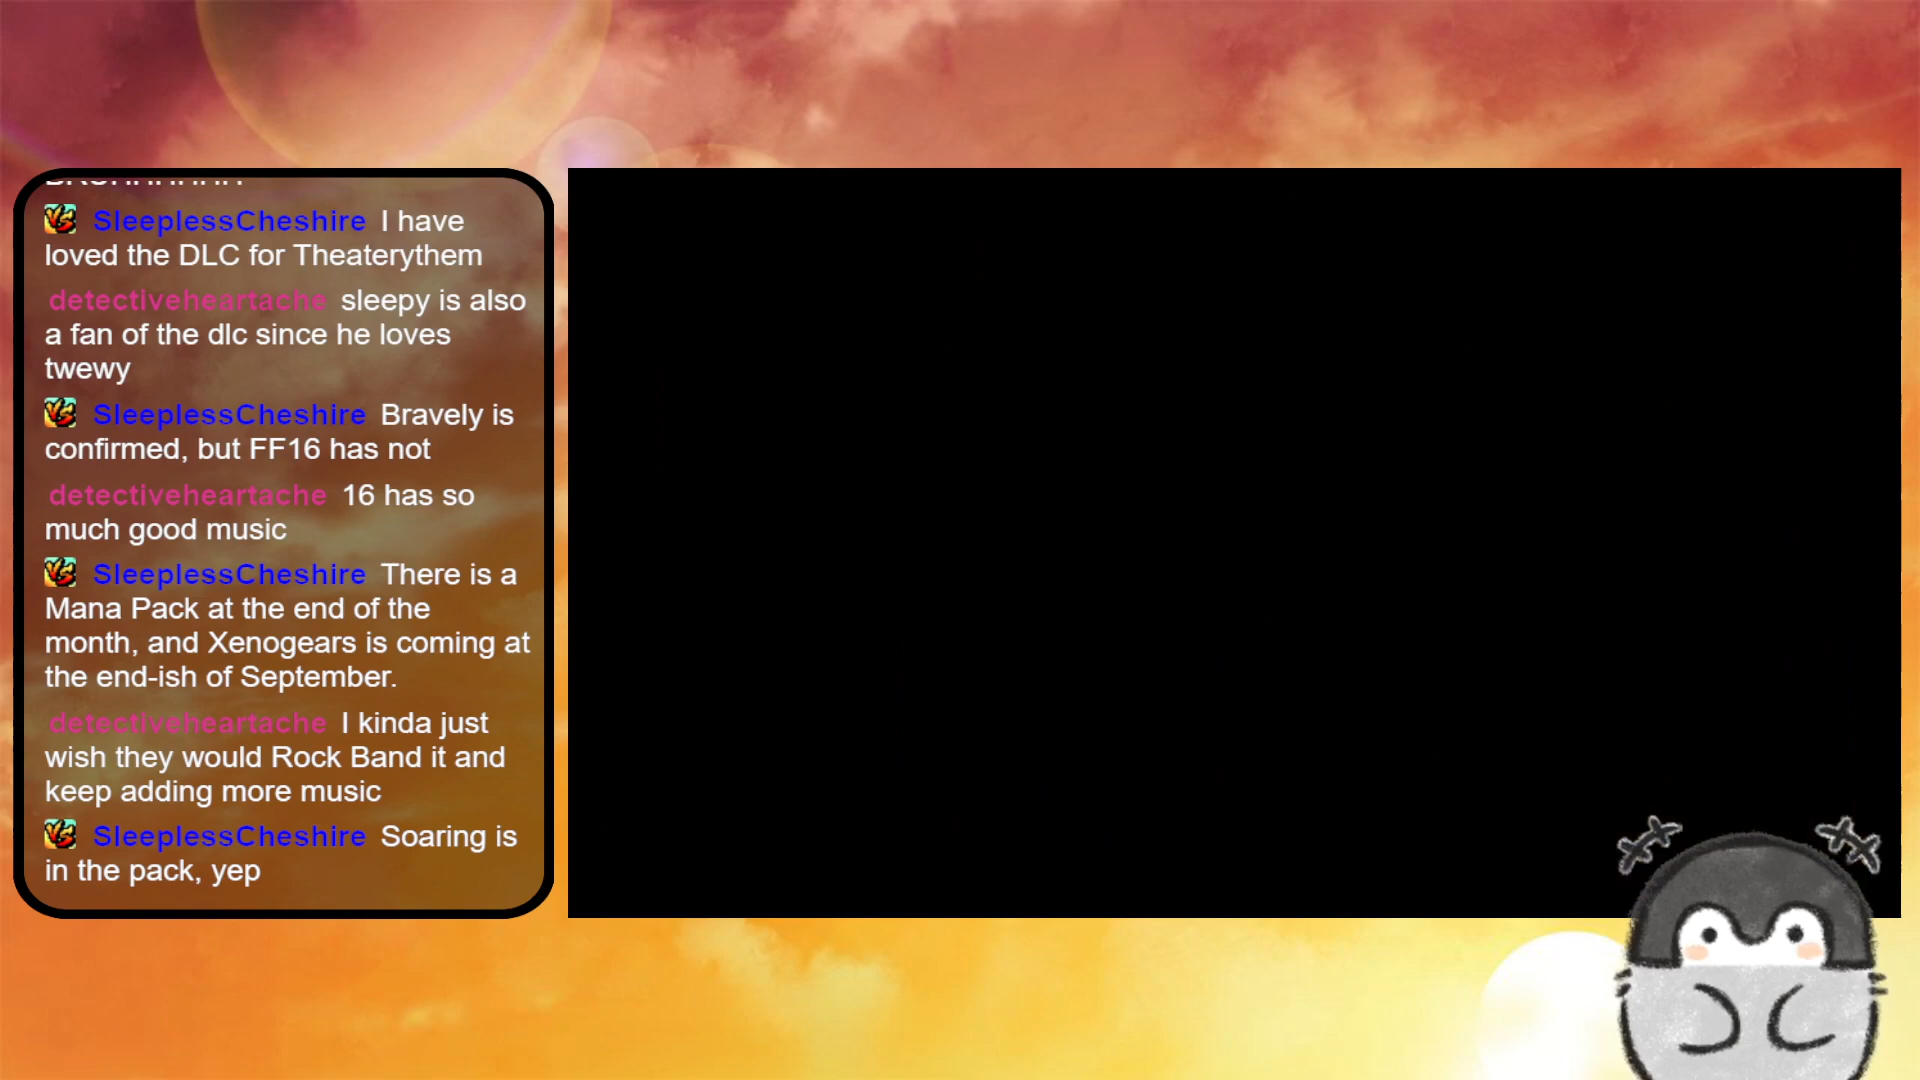 SleeplessCheshire I have
loved the DLC for Theaterythem
detectiveheartache sleepy is also
a fan of the dlc since he loves
twewy
SleeplessCheshire Bravely is
confirmed, but FF16 has not
detectiveheartache 16 has so
much good music
SleeplessCheshire There is a
Mana Pack at the end of the
month, and Xenogears is coming at
the end-ish of September.
detectiveheartache I kinda just
wish they would Rock Band it and
keep adding more music
SleeplessCheshire Soaring is
in the pack, yep